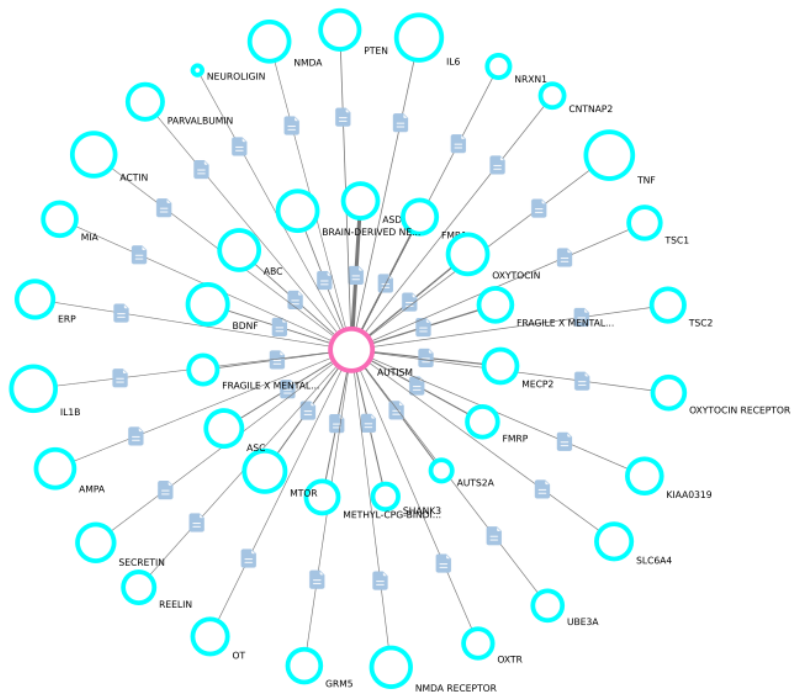 PTEN
IL6
NMDA
NEUROLIGIN
NRXN1
CNTNAP2
PARVALBUMIN
ACTIN
TNF
ASD
BRAIN-DERIVED NE...
MIA
TSC1
ABC
OXYTOCIN
ERP
BDNF
FRAGILE X MENTAL...
TSC2
AUTISM
FRAGILE X MENTAL...
MECP2
IL1B
OXYTOCIN RECEPTOR
ASC
FMRP
AMPA
MTOR
AUTS2A
KIAA0319
METHYL-CPG-BINDI...
SHANK3
SECRETIN
SLC6A4
REELIN
UBE3A
OT
OXTR
GRM5
NMDA RECEPTOR